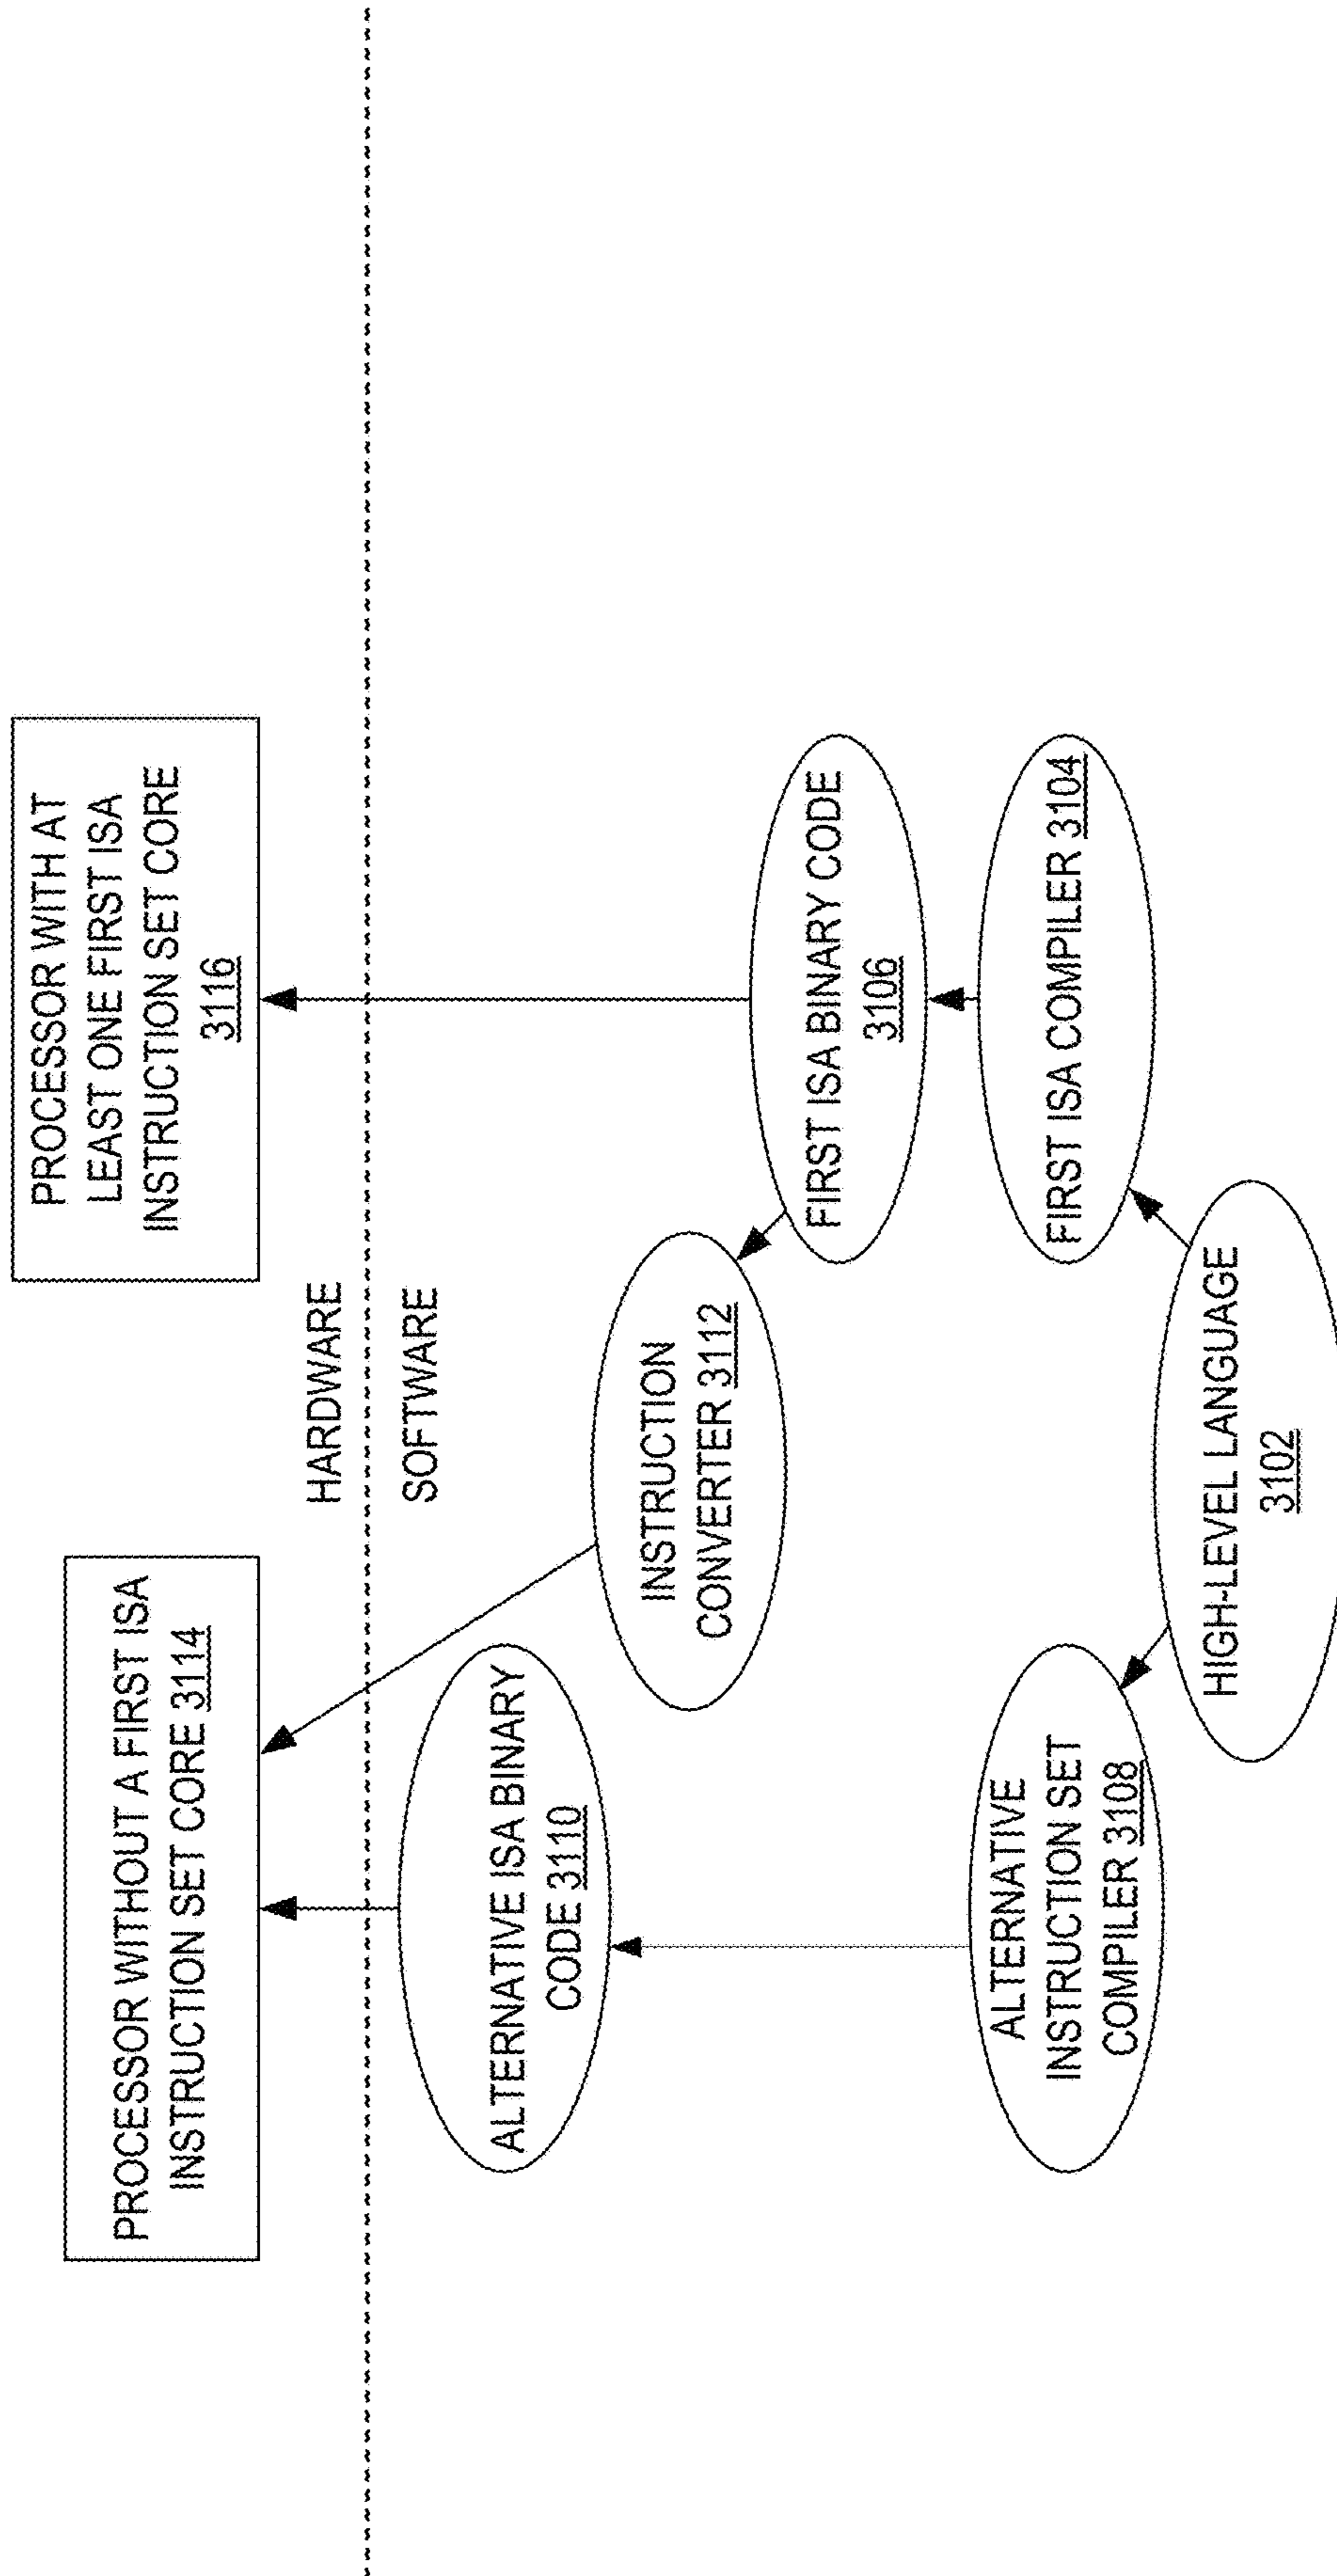 PROCESSOR WITHOUT A FIRST ISA
INSTRUCTION SET CORE 3114
PROCESSOR WITH AT
LEAST ONE FIRST ISA
INSTRUCTION SET CORE
3116
HARDWARE
SOFTWARE
ALTERNATIVE ISA BINARY
CODE 3110
INSTRUCTION
CONVERTER 3112
FIRST ISA BINARY CODE
3106
ALTERNATIVE
INSTRUCTION SET
COMPILER 3108
FIRST ISA COMPILER 3104
HIGH-LEVEL LANGUAGE
3102